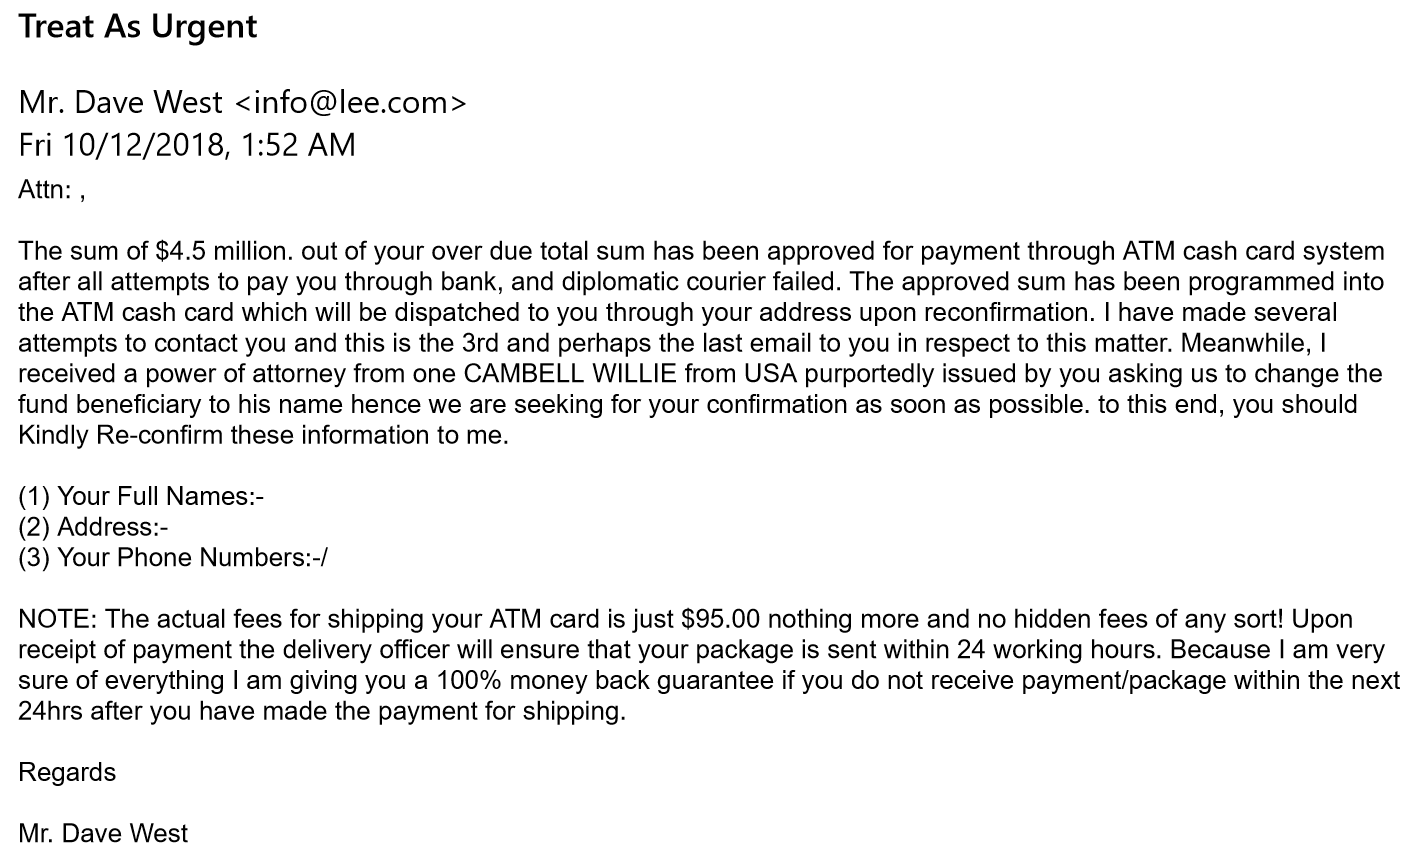 Treat As Urgent
Mr. Dave West <info@lee.com>
Fri 10/12/2018, 1:52 AM
Attn: ,
The sum of $4.5 million. out of your over due total sum has been approved for payment through ATM cash card system
after all attempts to pay you through bank, and diplomatic courier failed. The approved sum has been programmed into
the ATM cash card which will be dispatched to you through your address upon reconfirmation. I have made several
attempts to contact you and this is the 3rd and perhaps the last email to you in respect to this matter. Meanwhile, I
received a power of attorney from one CAMBELL WILLIE from USA purportedly issued by you asking us to change the
fund beneficiary to his name hence we are seeking for your confirmation as soon as possible. to this end, you should
Kindly Re-confirm these information to me.
(1) Your Full Names:-
(2) Address:-
(3) Your Phone Numbers:-/
NOTE: The actual fees for shipping your ATM card is just $95.00 nothing more and no hidden fees of any sort! Upon
receipt of payment the delivery officer will ensure that your package is sent within 24 working hours. Because I am very
sure of everything I am giving you a 100% money back guarantee if you do not receive payment/package within the next
24hrs after you have made the payment for shipping.
Regards
Mr. Dave West